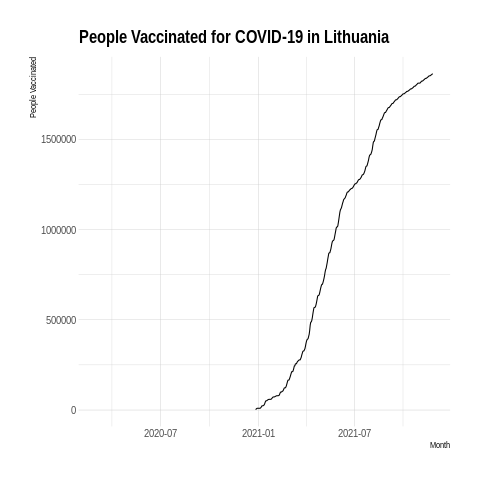 People Vaccinated for COVID-19 in Lithuania
People Vaccinated
1500000
1000000
500000
0
2020-07
2021-01
2021-07
Month